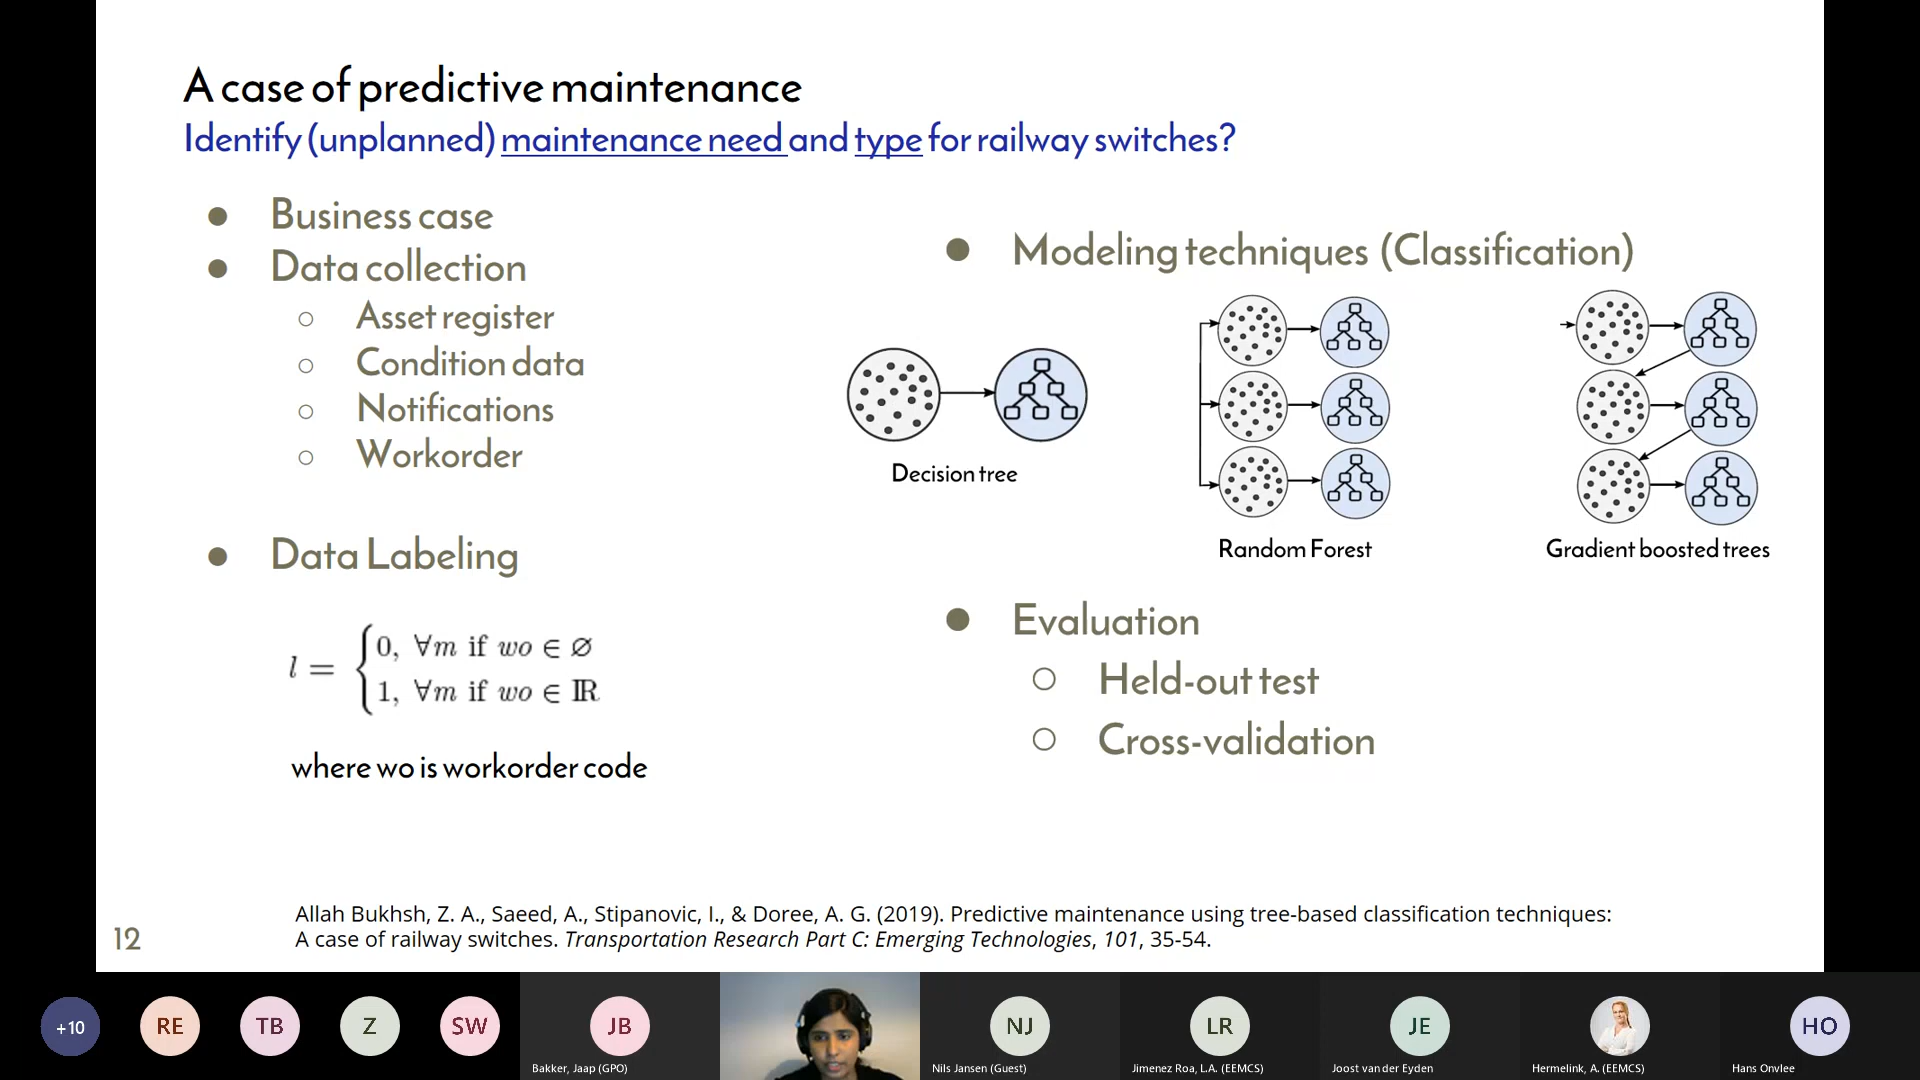 A case of predictive maintenance
Identify (unplanned) maintenance need and type for railway switches?
● Business case
● Data collection
○ Asset register
○ Condition data
○ Notifications
○ Workorder
● Data Labeling
l = {0, ∀m if wo ∈ ∅
1, ∀m if wo ∈ ℝ
where wo is workorder code
● Modeling techniques (Classification)
Decision tree
Random Forest
Gradient boosted trees
● Evaluation
○ Held-out test
○ Cross-validation
Allah Bukhsh, Z. A., Saeed, A., Stipanovic, I., & Doree, A. G. (2019). Predictive maintenance using tree-based classification techniques:
A case of railway switches. Transportation Research Part C: Emerging Technologies, 101, 35-54.
12
+10
RE
TB
Z
SW
JB
Bakker, Jaap (GPO)
NJ
Nils Jansen (Guest)
LR
Jimenez Roa, L.A. (EEMCS)
JE
Joost van der Eyden
Hermelink, A. (EEMCS)
HO
Hans Onvlee